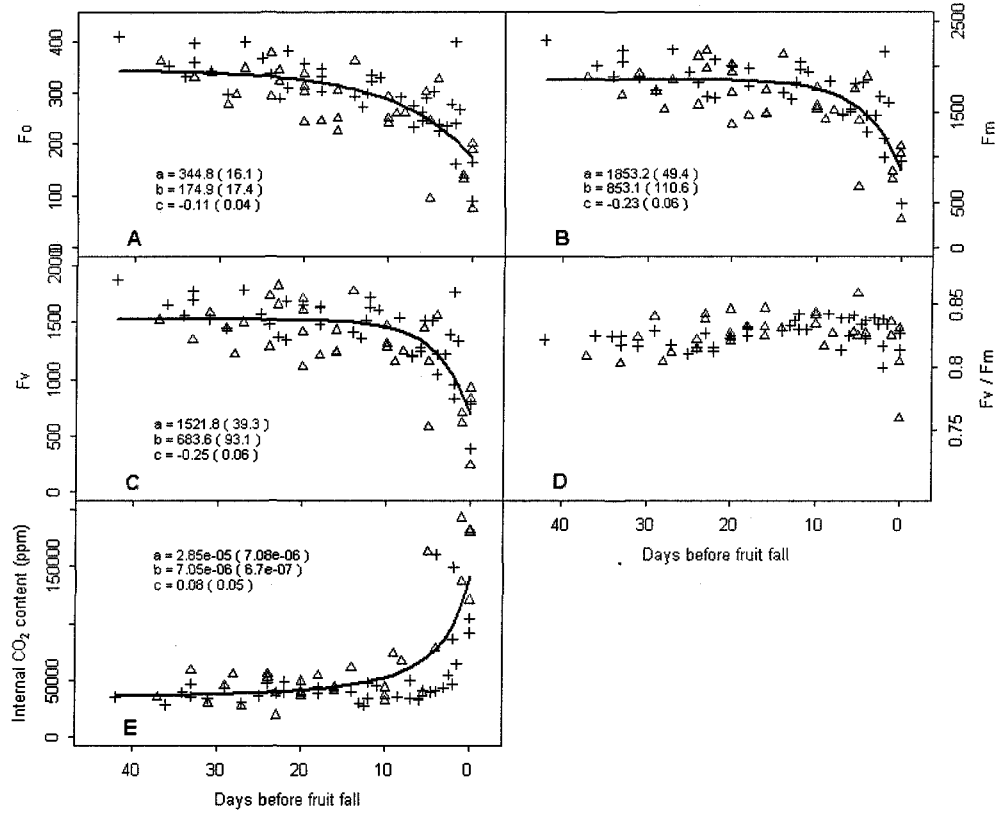 400
300
200
100
0
Fo
a = 344.8 ( 16.1 )
b = 174.9 ( 17.4 )
c = -0.11 ( 0.04 )
A
2500
1500
500
0
Fm
a = 1853.2 ( 49.4 )
b = 853.1 ( 110.6 )
c = -0.23 ( 0.06 )
B
2000
1500
1000
500
0
Fv
a = 1521.8 ( 39.3 )
b = 683.6 ( 93.1 )
c = -0.25 ( 0.06 )
C
0.85
0.8
0.75
Fv / Fm
D
40 30 20 10 0
Days before fruit fall
150000
50000
0
Internal CO2 content (ppm)
a = 2.85e-05 ( 7.08e-06 )
b = 7.05e-06 ( 6.7e-07 )
c = 0.08 ( 0.05 )
E
40 30 20 10 0
Days before fruit fall